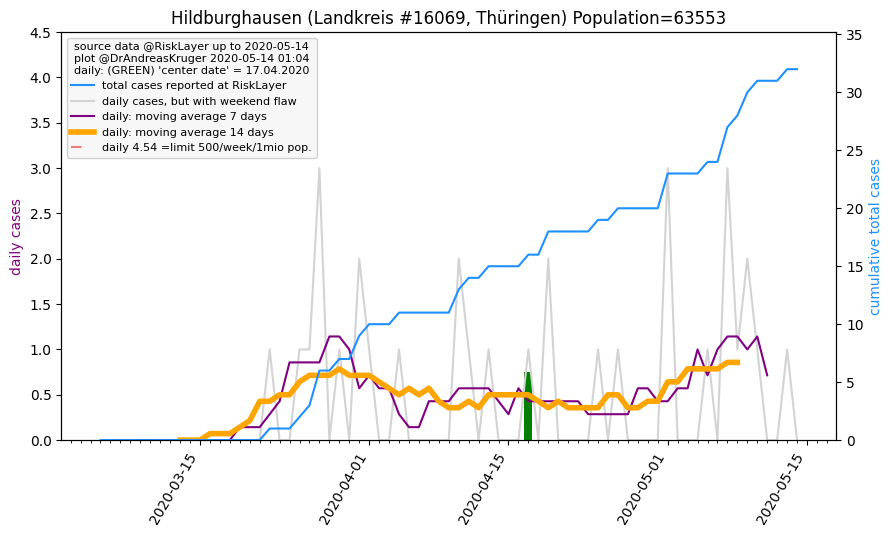 Hildburghausen (Landkreis #16069, Thüringen) Population=63553
source data @RiskLayer up to 2020-05-14
plot @DrAndreasKruger 2020-05-14 01:04
daily: (GREEN) 'center date' = 17.04.2020
total cases reported at RiskLayer
daily cases, but with weekend flaw
daily: moving average 7 days
daily: moving average 14 days
daily 4.54 =limit 500/week/1mio pop.
daily cases
4.5
4.0
3.5
3.0
2.5
2.0
1.5
1.0
0.5
0.0
35
30
25
20
15
10
5
0
cumulative total cases
2020-03-15
2020-04-01
2020-04-15
2020-05-01
2020-05-15